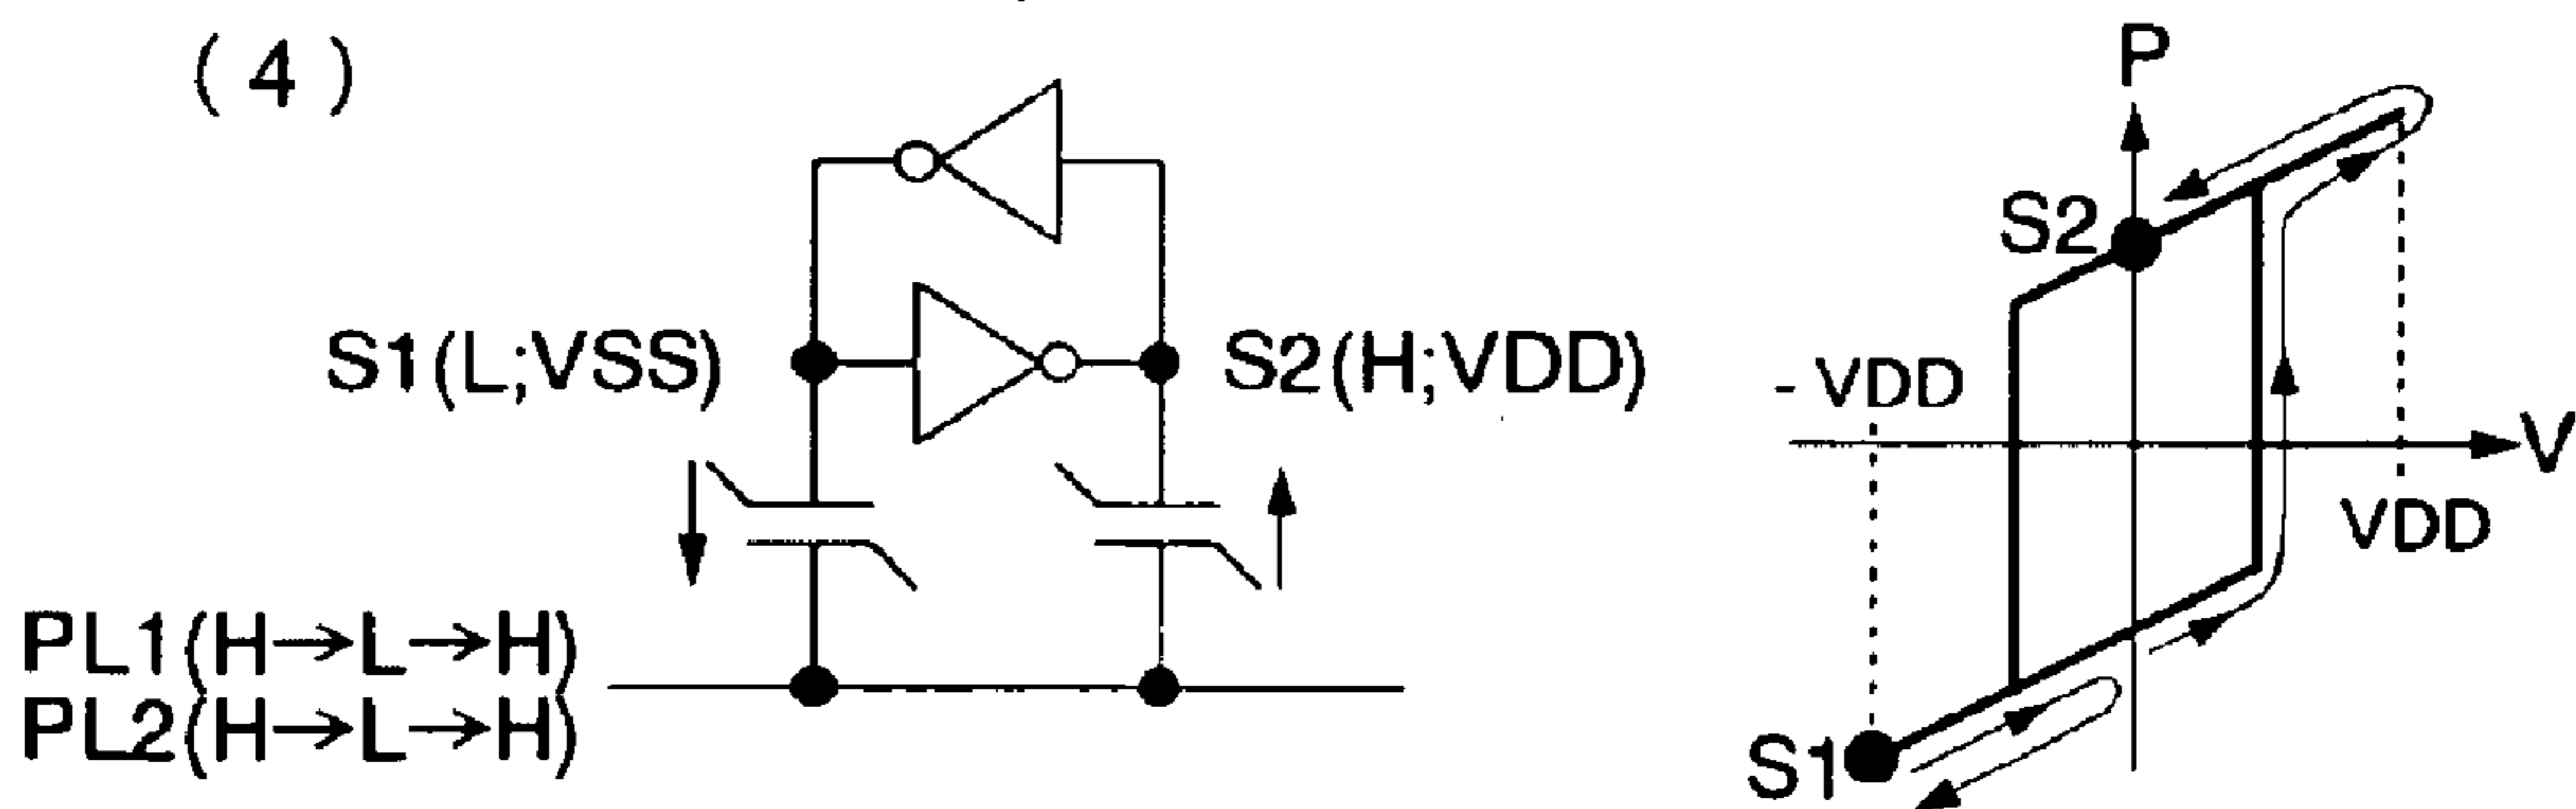 ( 4 )
S1(L;VSS)
S2(H;VDD)
PL1(H→L→H)
PL2(H→L→H)
P
S2
- VDD
V
VDD
S1